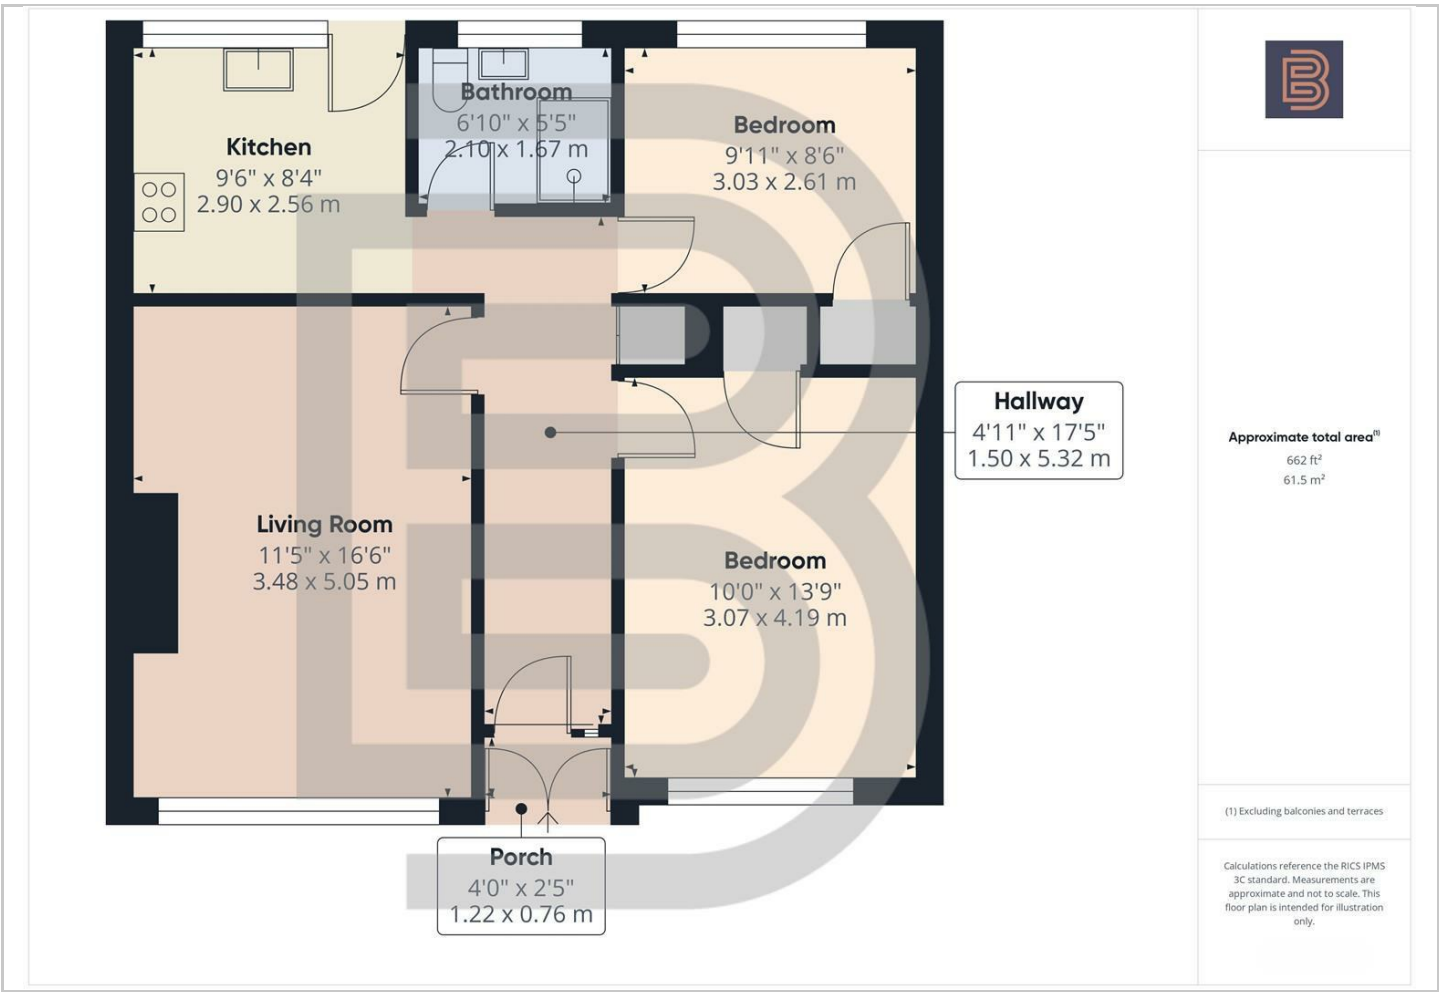 Kitchen
9'6" x 8'4"
2.90 x 2.56 m
Bathroom
6'10" x 5'5"
2.10 x 1.67 m
Bedroom
9'11" x 8'6"
3.03 x 2.61 m
Hallway
4'11" x 17'5"
1.50 x 5.32 m
Living Room
11'5" x 16'6"
3.48 x 5.05 m
Bedroom
10'0" x 13'9"
3.07 x 4.19 m
Porch
4'0" x 2'5"
1.22 x 0.76 m
B
Approximate total area⁽¹⁾
662 ft²
61.5 m²
(1) Excluding balconies and terraces
Calculations reference the RICS IPMS
3C standard. Measurements are
approximate and not to scale. This
floor plan is intended for illustration
only.